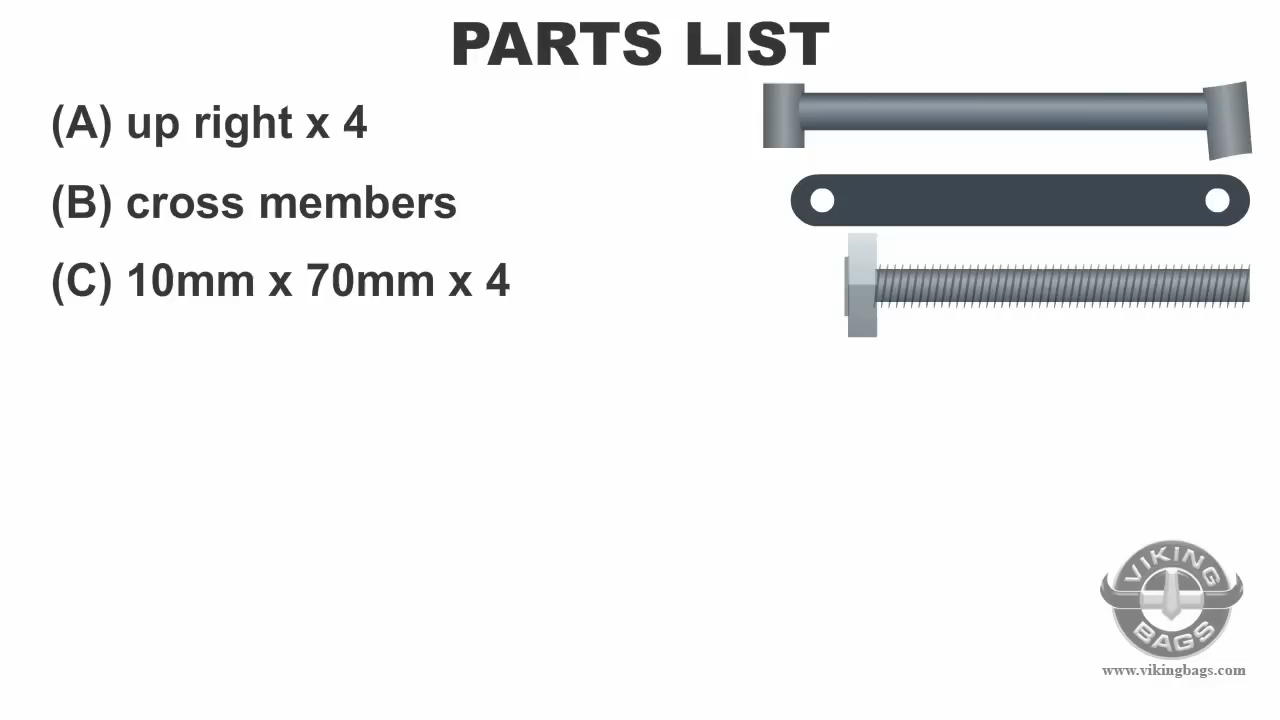 PARTS LIST
(A) up right x 4
(B) cross members
(C) 10mm x 70mm x 4
VIKING
BAGS
www.vikingbags.com